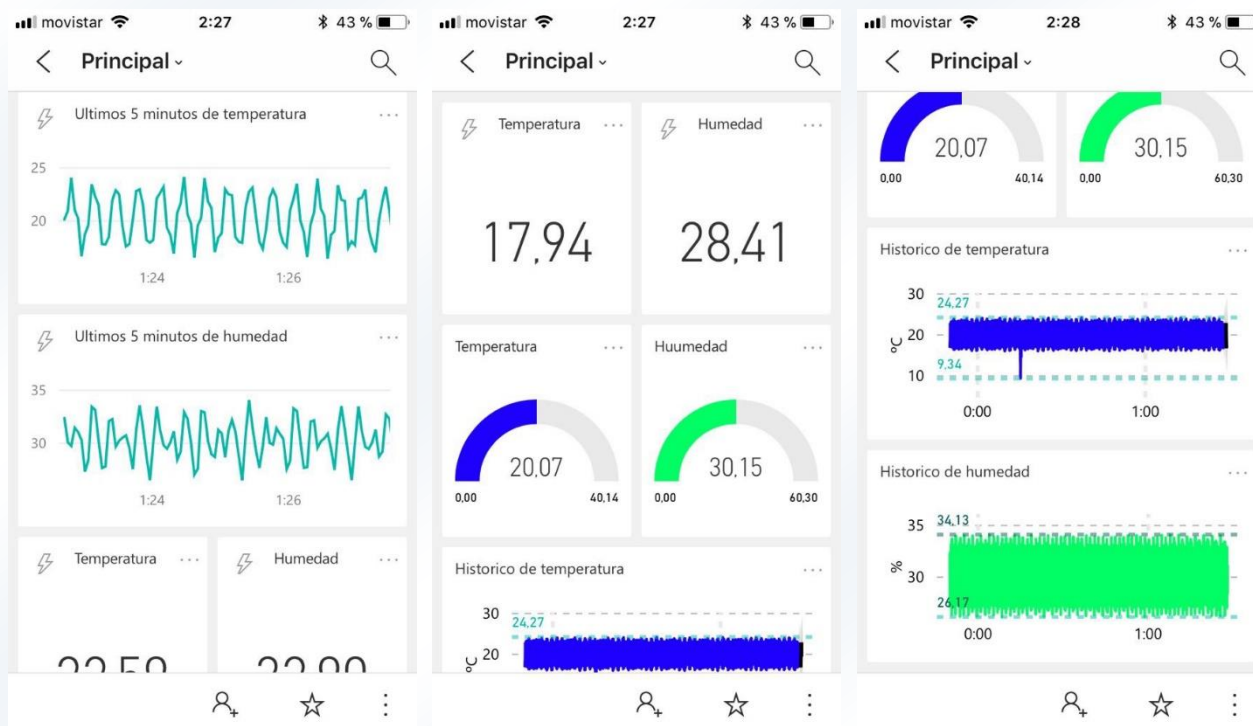 movistar 2:27 43 %
Principal
Ultimos 5 minutos de temperatura
25
20
1:24 1:26
Ultimos 5 minutos de humedad
35
30
1:24 1:26
Temperatura Humedad
movistar 2:27 43 %
Principal
Temperatura Humedad
17,94 28,41
Temperatura Huumedad
20,07 30,15
0,00 40,14 0,00 60,30
Historico de temperatura
30
24,27
20
°C
movistar 2:28 43 %
Principal
20,07 30,15
0,00 40,14 0,00 60,30
Historico de temperatura
30
24,27
20
°C
9,34
10
0:00 1:00
Historico de humedad
34,13
35
%
30
26,17
0:00 1:00